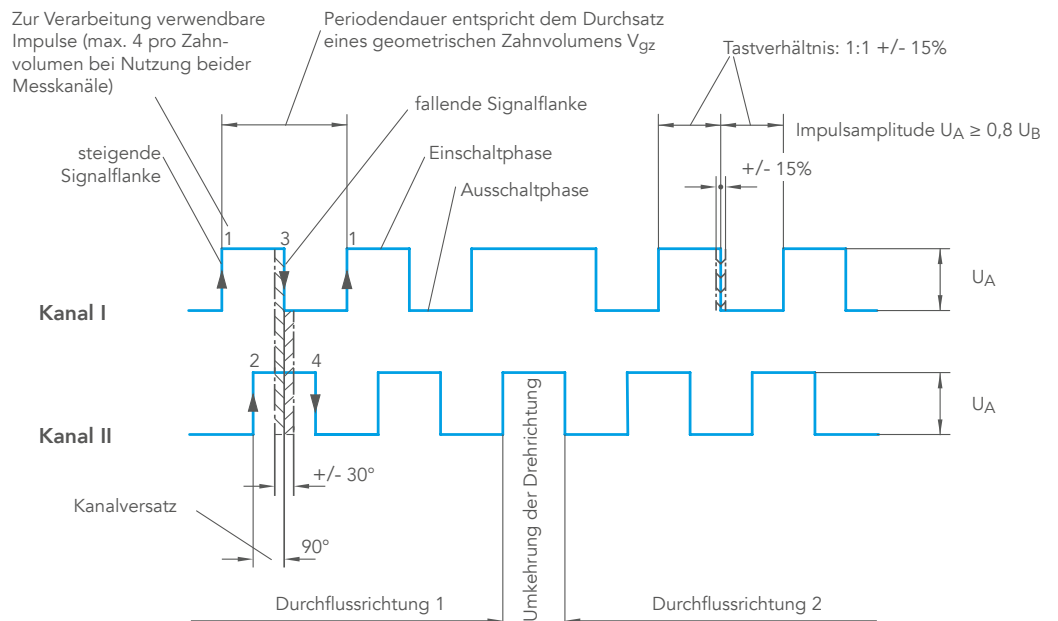 Zur Verarbeitung verwendbare
Impulse (max. 4 pro Zahn-
volumen bei Nutzung beider
Messkanäle)
Periodendauer entspricht dem Durchsatz
eines geometrischen Zahnvolumens Vgz
Tastverhältnis: 1:1 +/- 15%
fallende Signalflanke
Impulsamplitude UA ≥ 0,8 UB
steigende
Signalflanke
Einschaltphase
+/- 15%
Ausschaltphase
1
3
1
UA
Kanal I
2
4
UA
Kanal II
+/- 30°
Kanalversatz
90°
Umkehrung der Drehrichtung
Durchflussrichtung 1
Durchflussrichtung 2